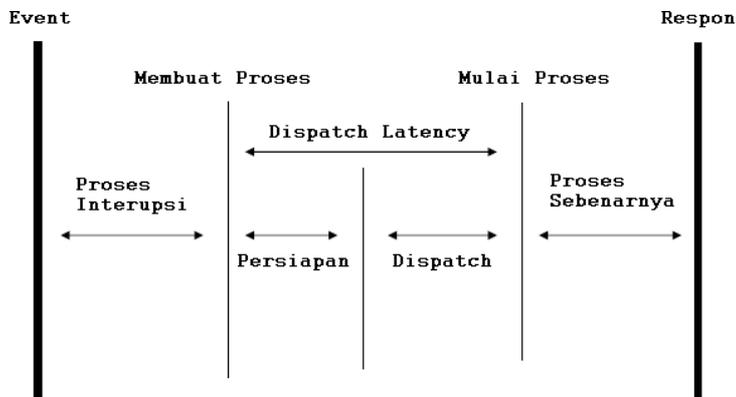 Event
Respon
Membuat Proses
Mulai Proses
Dispatch Latency
Proses
Interupsi
Proses
Sebenarnya
Persiapan
Dispatch